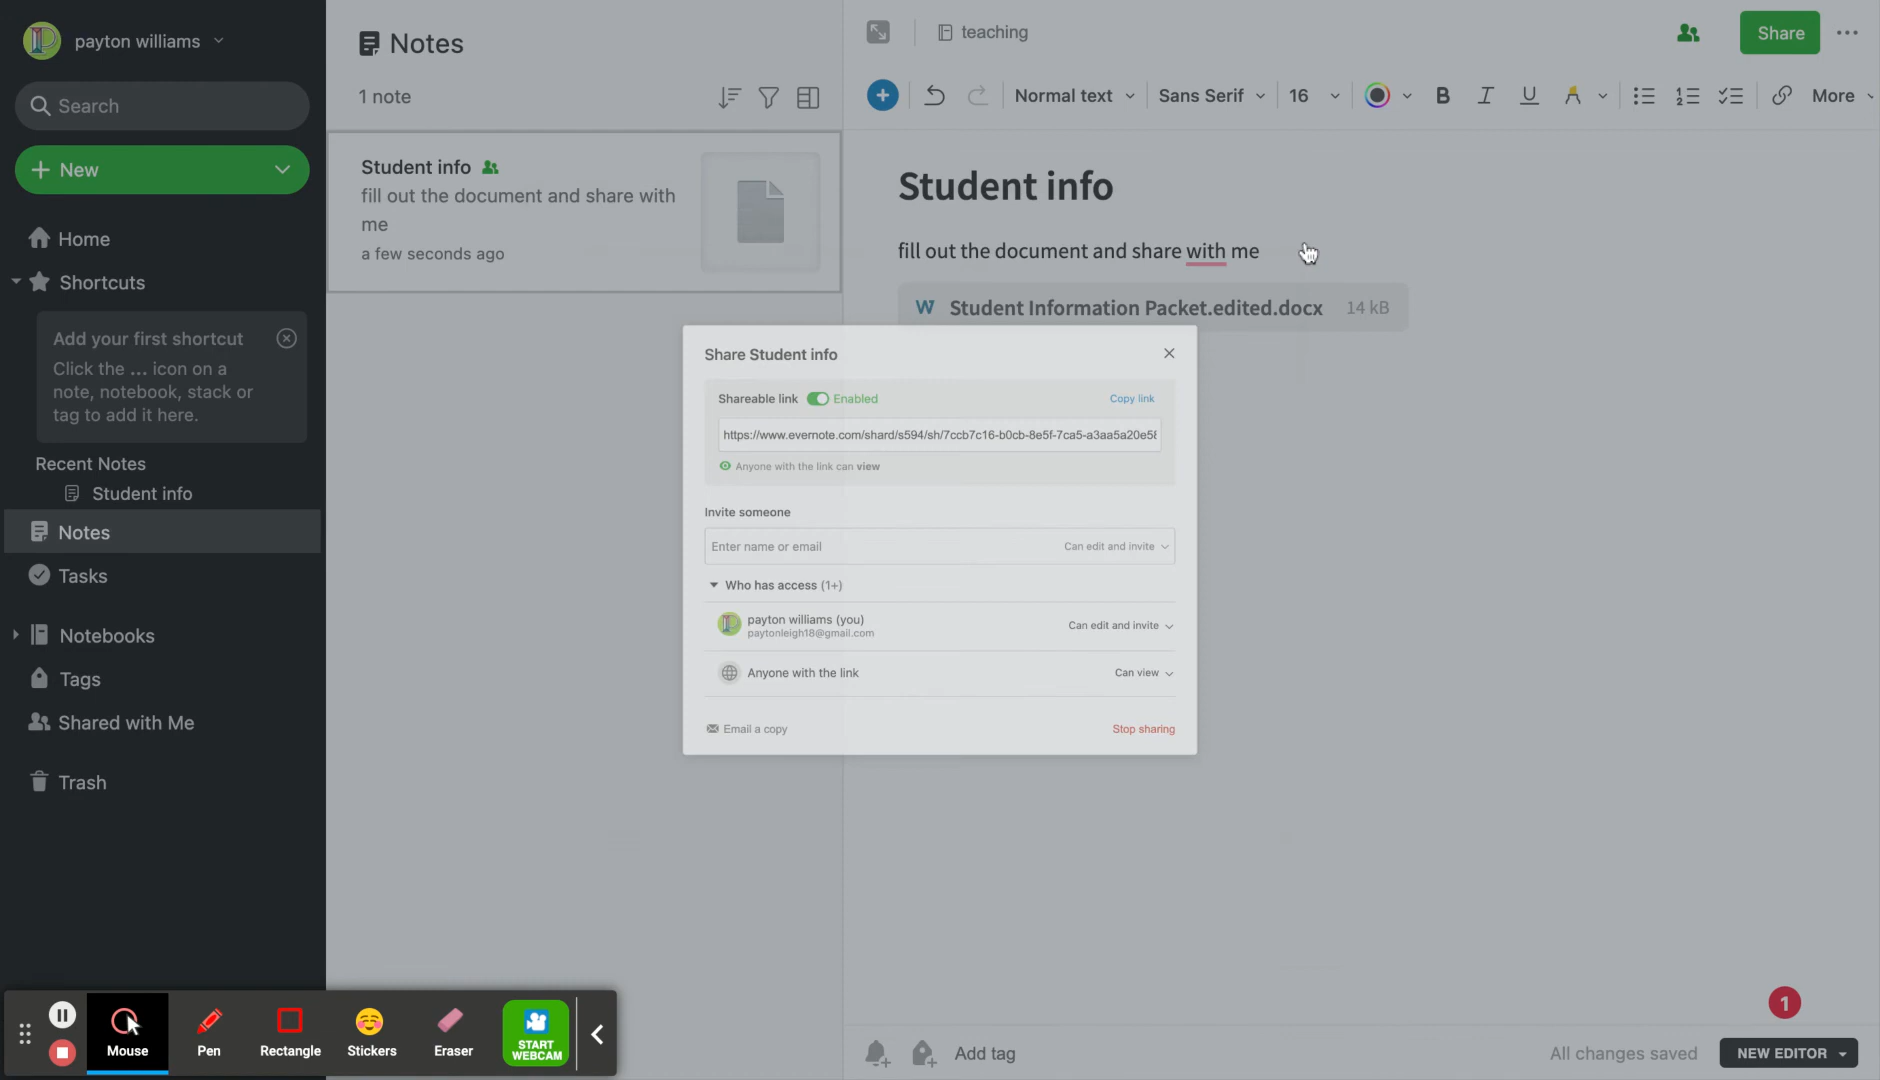 payton williams
Search
New
Home
Shortcuts
Add your first shortcut
Click the ... icon on a
note, notebook, stack or
tag to add it here.
Recent Notes
Student info
Notes
Tasks
Notebooks
Tags
Shared with Me
Trash
Notes
1 note
Student info
fill out the document and share with
me
a few seconds ago
teaching
Share
Normal text
Sans Serif
16
More
Student info
fill out the document and share with me
Student Information Packet.edited.docx 14 kB
Share Student info
Shareable link Enabled
Copy link
https://www.evernote.com/shard/s594/sh/7ccb7c16-b0cb-8e5f-7ca5-a3aa5a20e58
Anyone with the link can view
Invite someone
Enter name or email
Can edit and invite
Who has access (1+)
payton williams (you)
paytonleigh18@gmail.com
Can edit and invite
Anyone with the link
Can view
Email a copy
Stop sharing
1
Add tag
All changes saved
NEW EDITOR
Mouse
Pen
Rectangle
Stickers
Eraser
START
WEBCAM